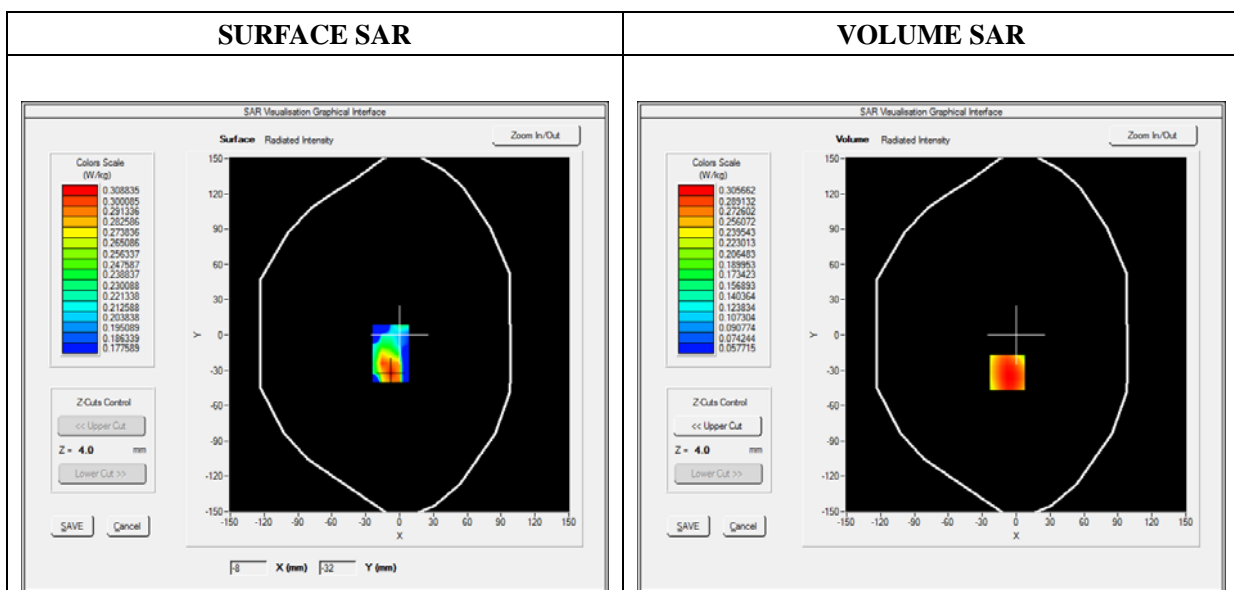 SURFACE SAR
SAR Visualisation Graphical Interface
Surface Radiated Intensity
Zoom In/Out
Colors Scale
(W/kg)
0.308835
0.300085
0.291336
0.282586
0.273836
0.265086
0.256337
0.247587
0.238837
0.230088
0.221338
0.212588
0.203838
0.195089
0.186339
0.177589
Z-Cuts Control
<< Upper Cut
Z = 4.0 mm
Lower Cut >>
SAVE Cancel
150
120
90
60
30
0
-30
-60
-90
-120
-150
Y
-150 -120 -90 -60 -30 0 30 60 90 120 150
X
-8 X (mm) -32 Y (mm)
VOLUME SAR
SAR Visualisation Graphical Interface
Volume Radiated Intensity
Zoom In/Out
Colors Scale
(W/kg)
0.305662
0.289132
0.272602
0.256072
0.239543
0.223013
0.206483
0.189953
0.173423
0.156893
0.140364
0.123834
0.107304
0.090774
0.074244
0.057715
Z-Cuts Control
<< Upper Cut
Z = 4.0 mm
Lower Cut >>
SAVE Cancel
150
120
90
60
30
0
-30
-60
-90
-120
-150
Y
-150 -120 -90 -60 -30 0 30 60 90 120 150
X